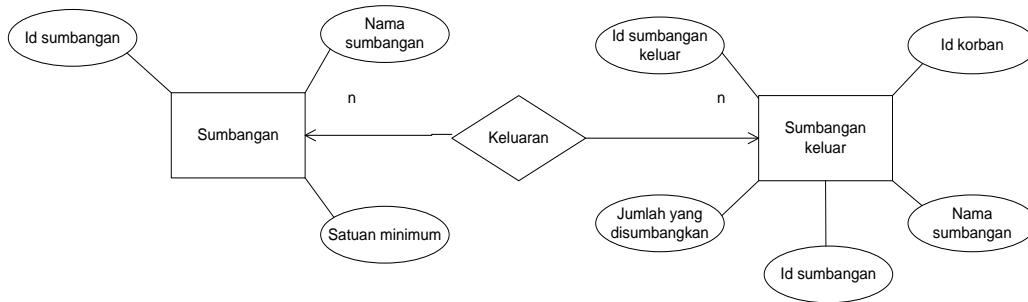 Id sumbangan
Nama
sumbangan
n
Sumbangan
Satuan minimum
Keluaran
Id sumbangan
keluar
Id korban
n
Sumbangan
keluar
Jumlah yang
disumbangkan
Id sumbangan
Nama
sumbangan